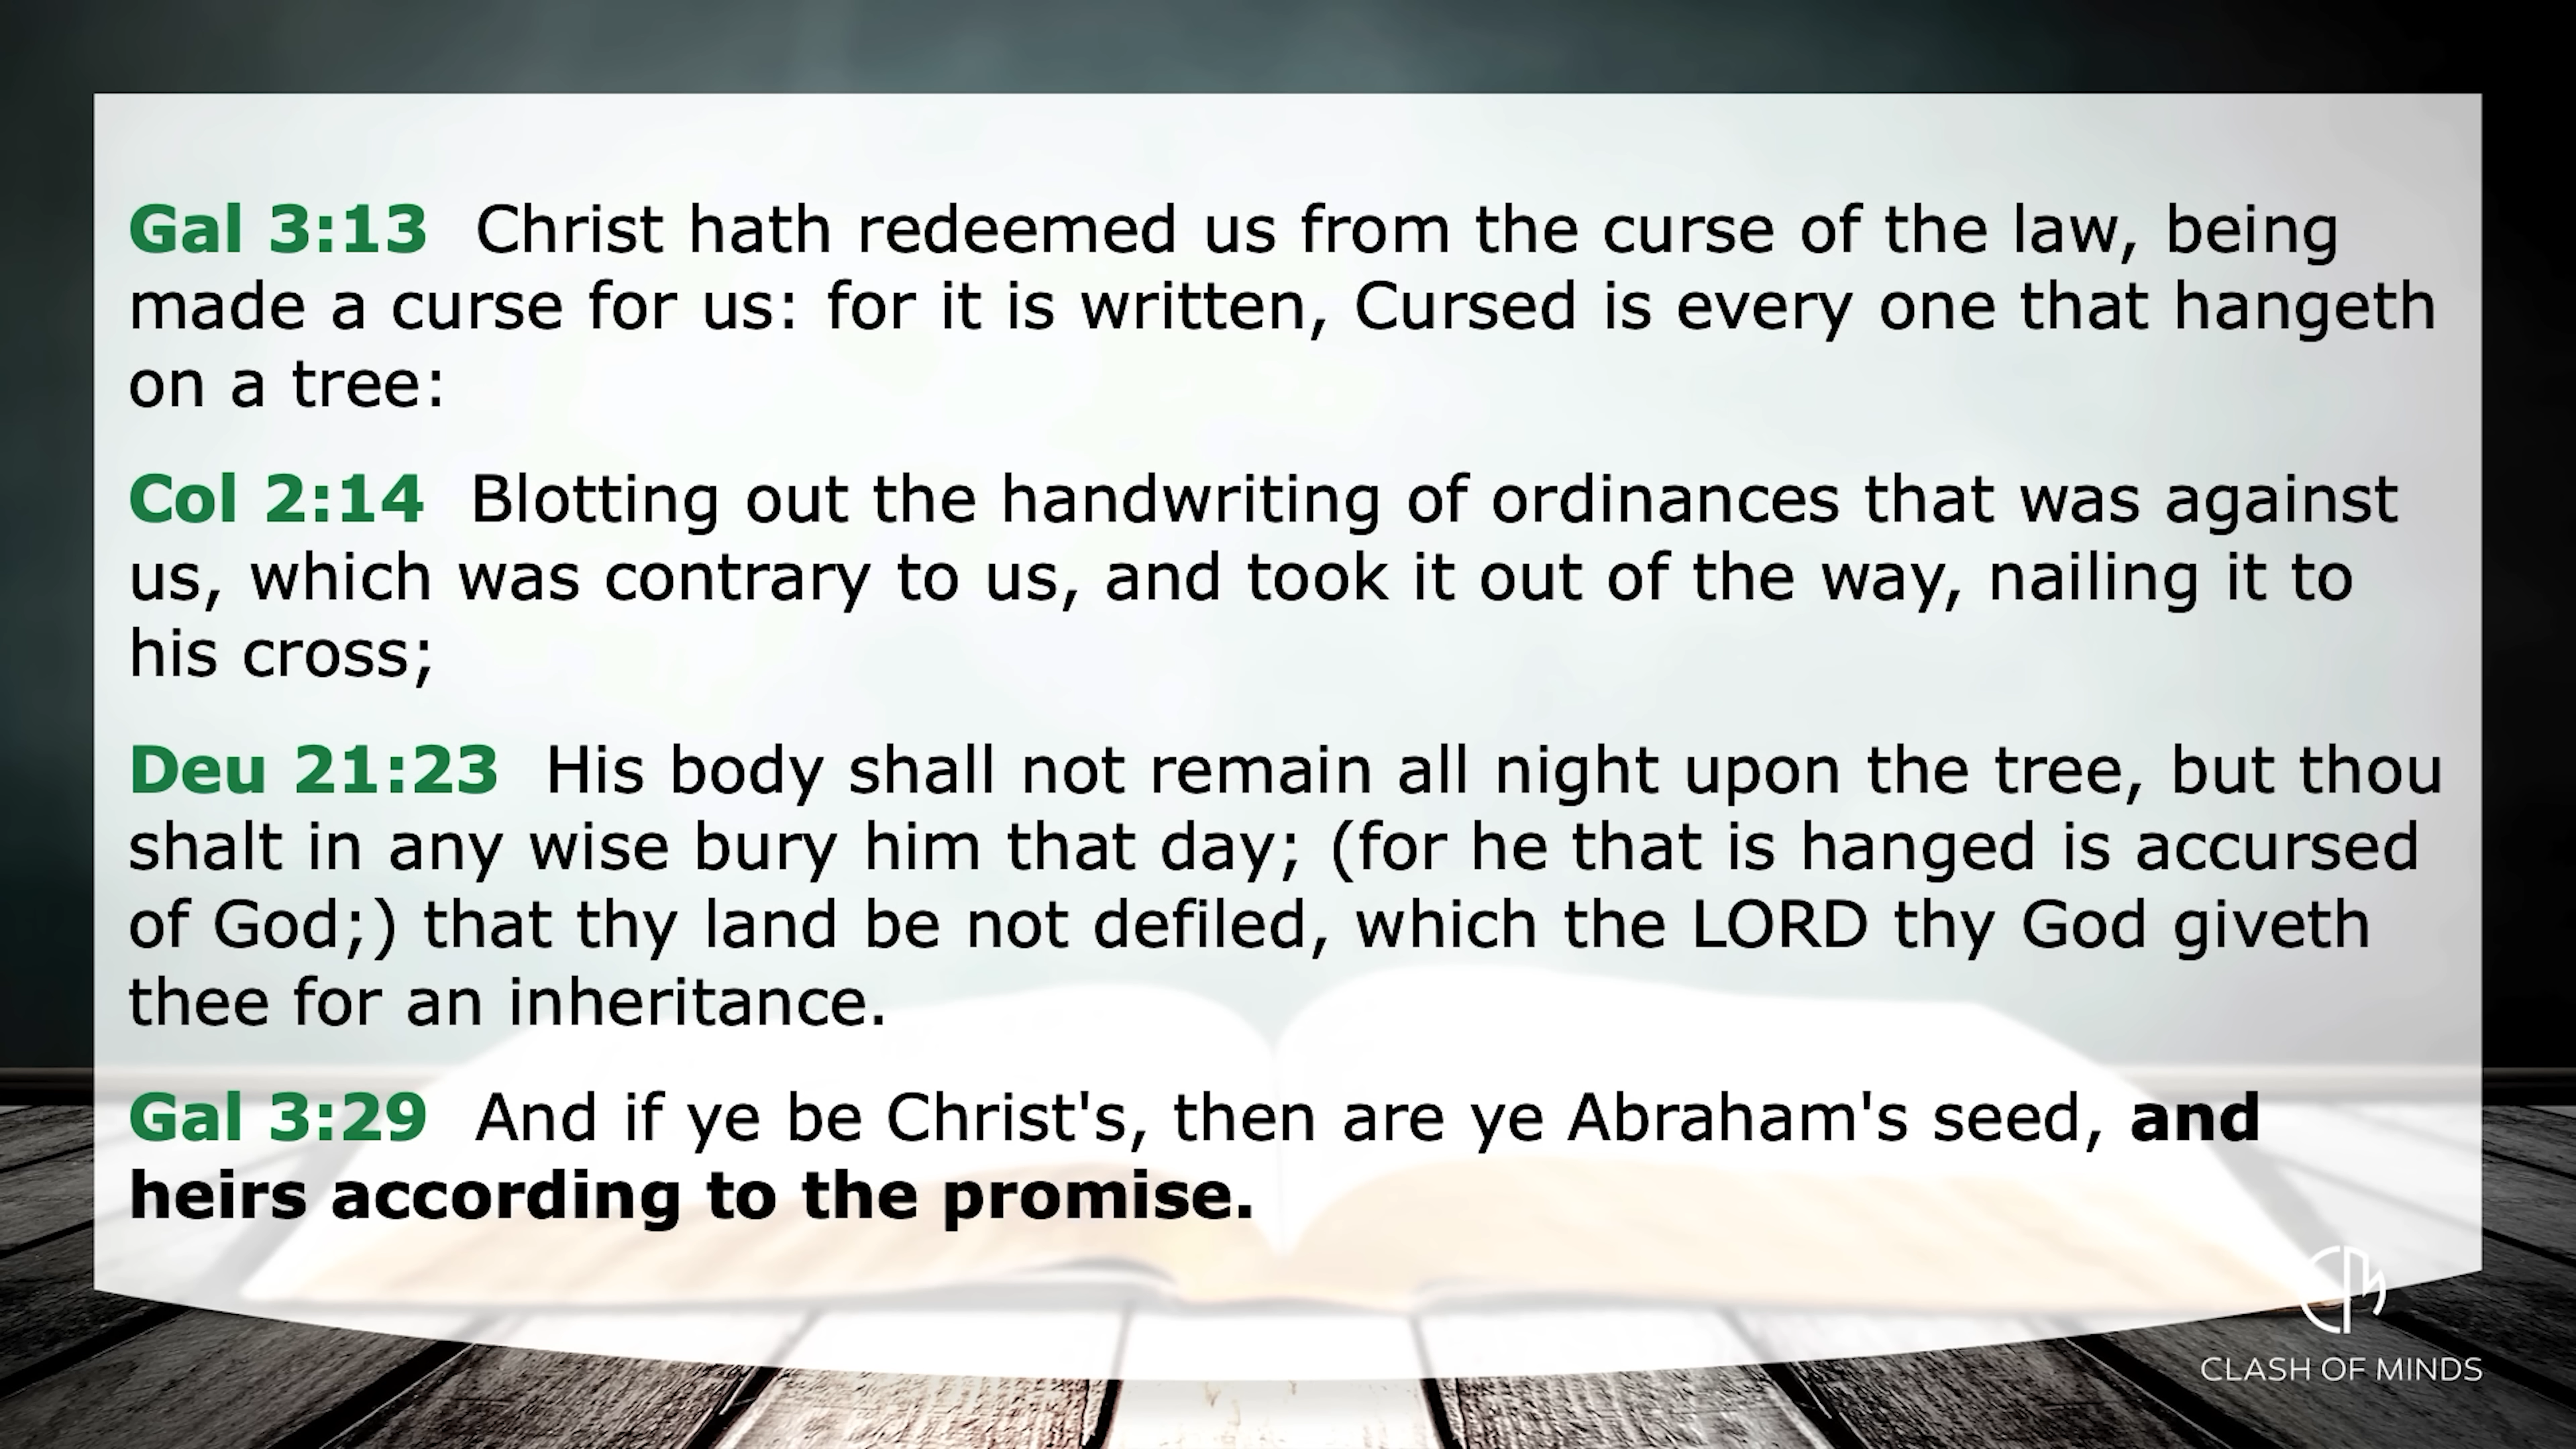 Gal 3:13 Christ hath redeemed us from the curse of the law, being
made a curse for us: for it is written, Cursed is every one that hangeth
on a tree:
Col 2:14 Blotting out the handwriting of ordinances that was against
us, which was contrary to us, and took it out of the way, nailing it to
his cross;
Deu 21:23 His body shall not remain all night upon the tree, but thou
shalt in any wise bury him that day; (for he that is hanged is accursed
of God;) that thy land be not defiled, which the LORD thy God giveth
thee for an inheritance.
Gal 3:29 And if ye be Christ's, then are ye Abraham's seed, and
heirs according to the promise.
CLASH OF MINDS